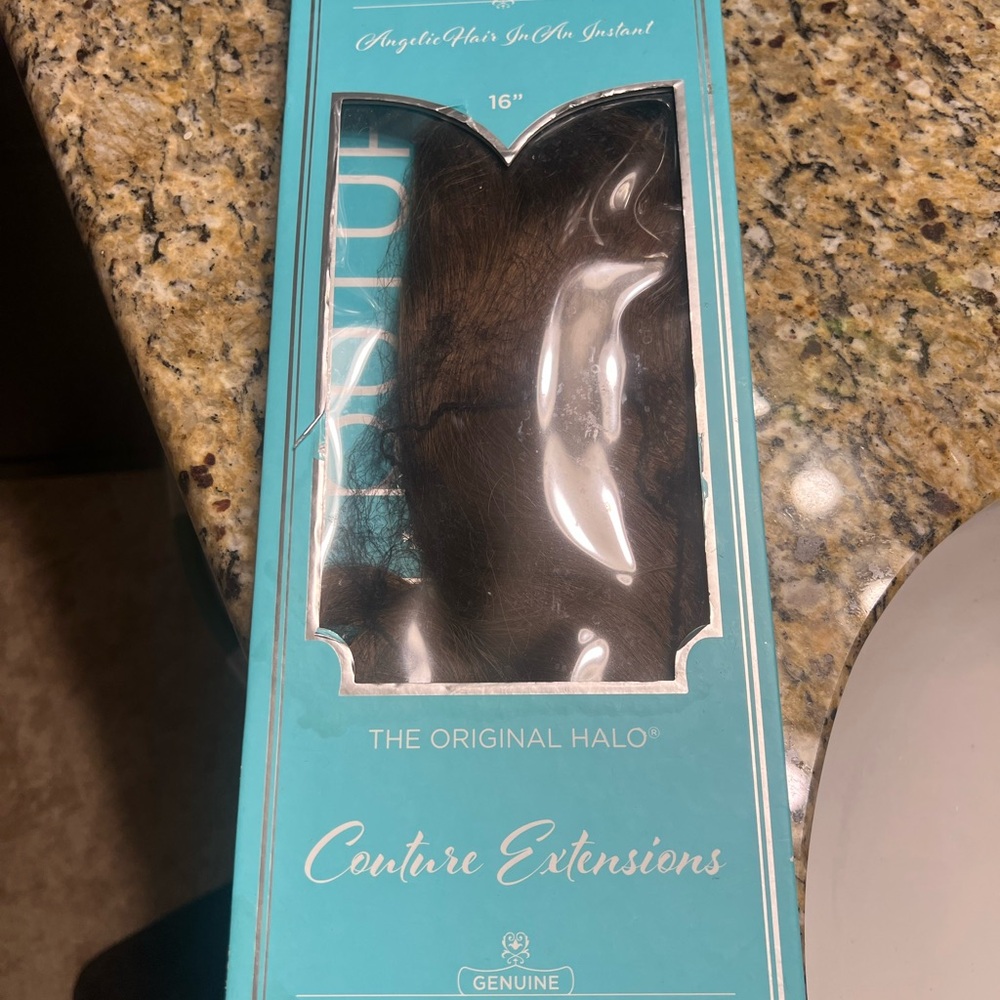 Angelic Hair In An Instant
16”
THE ORIGINAL HALO®
Couture Extensions
GENUINE